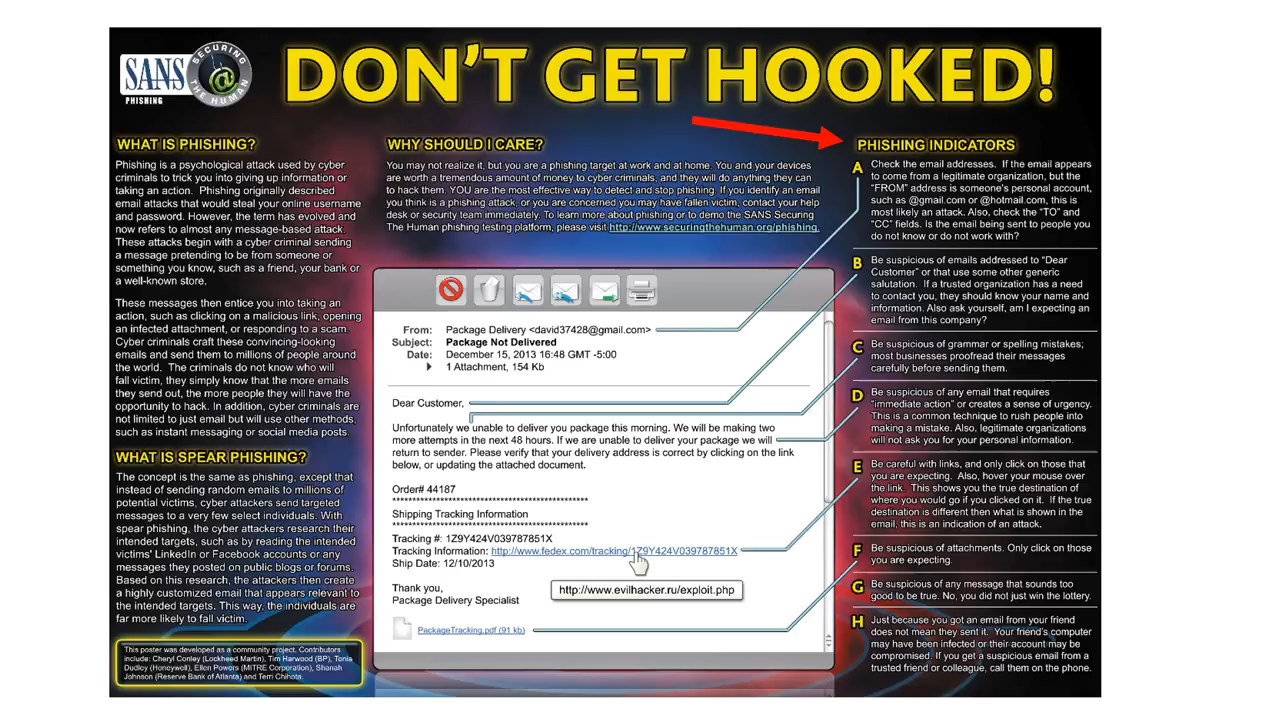 SANS
PHISHING
SECURING
THE HUMAN
@
DON'T GET HOOKED!
WHAT IS PHISHING?
Phishing is a psychological attack used by cyber
criminals to trick you into giving up information or
taking an action. Phishing originally described
email attacks that would steal your online username
and password. However, the term has evolved and
now refers to almost any message-based attack.
These attacks begin with a cyber criminal sending
a message pretending to be from someone or
something you know, such as a friend, your bank or
a well-known store.
These messages then entice you into taking an
action, such as clicking on a malicious link, opening
an infected attachment, or responding to a scam.
Cyber criminals craft these convincing-looking
emails and send them to millions of people around
the world. The criminals do not know who will
fall victim, they simply know that the more emails
they send out, the more people they will have the
opportunity to hack. In addition, cyber criminals are
not limited to just email but will use other methods,
such as instant messaging or social media posts.
WHAT IS SPEAR PHISHING?
The concept is the same as phishing, except that
instead of sending random emails to millions of
potential victims, cyber attackers send targeted
messages to a very few select individuals. With
spear phishing, the cyber attackers research their
intended targets, such as by reading the intended
victims' LinkedIn or Facebook accounts or any
messages they posted on public blogs or forums.
Based on this research, the attackers then create
a highly customized email that appears relevant to
the intended targets. This way, the individuals are
far more likely to fall victim.
This poster was developed as a community project. Contributors
include: Cheryl Conley (Lockheed Martin), Tim Harwood (BP), Tonia
Dudley (Honeywell), Ellen Powers (MITRE Corporation), Shanah
Johnson (Reserve Bank of Atlanta) and Terri Chihota.
WHY SHOULD I CARE?
You may not realize it, but you are a phishing target at work and at home. You and your devices
are worth a tremendous amount of money to cyber criminals, and they will do anything they can
to hack them. YOU are the most effective way to detect and stop phishing. If you identify an email
you think is a phishing attack, or you are concerned you may have fallen victim, contact your help
desk or security team immediately. To learn more about phishing or to demo the SANS Securing
The Human phishing testing platform, please visit http://www.securingthehuman.org/phishing.
From: Package Delivery <david37428@gmail.com>
Subject: Package Not Delivered
Date: December 15, 2013 16:48 GMT -5:00
1 Attachment, 154 Kb
Dear Customer,
Unfortunately we unable to deliver you package this morning. We will be making two
more attempts in the next 48 hours. If we are unable to deliver your package we will
return to sender. Please verify that your delivery address is correct by clicking on the link
below, or updating the attached document.
Order# 44187
************************************************
Shipping Tracking Information
************************************************
Tracking #: 1Z9Y424V039787851X
Tracking Information: http://www.fedex.com/tracking/1Z9Y424V039787851X
Ship Date: 12/10/2013
http://www.evilhacker.ru/exploit.php
Thank you,
Package Delivery Specialist
PackageTracking.pdf (91 kb)
PHISHING INDICATORS
A Check the email addresses. If the email appears
to come from a legitimate organization, but the
"FROM" address is someone's personal account,
such as @gmail.com or @hotmail.com, this is
most likely an attack. Also, check the "TO" and
"CC" fields. Is the email being sent to people you
do not know or do not work with?
B Be suspicious of emails addressed to "Dear
Customer" or that use some other generic
salutation. If a trusted organization has a need
to contact you, they should know your name and
information. Also ask yourself, am I expecting an
email from this company?
C Be suspicious of grammar or spelling mistakes;
most businesses proofread their messages
carefully before sending them.
D Be suspicious of any email that requires
"immediate action" or creates a sense of urgency.
This is a common technique to rush people into
making a mistake. Also, legitimate organizations
will not ask you for your personal information.
E Be careful with links, and only click on those that
you are expecting. Also, hover your mouse over
the link. This shows you the true destination of
where you would go if you clicked on it. If the true
destination is different then what is shown in the
email, this is an indication of an attack.
F Be suspicious of attachments. Only click on those
you are expecting.
G Be suspicious of any message that sounds too
good to be true. No, you did not just win the lottery.
H Just because you got an email from your friend
does not mean they sent it. Your friend's computer
may have been infected or their account may be
compromised. If you get a suspicious email from a
trusted friend or colleague, call them on the phone.